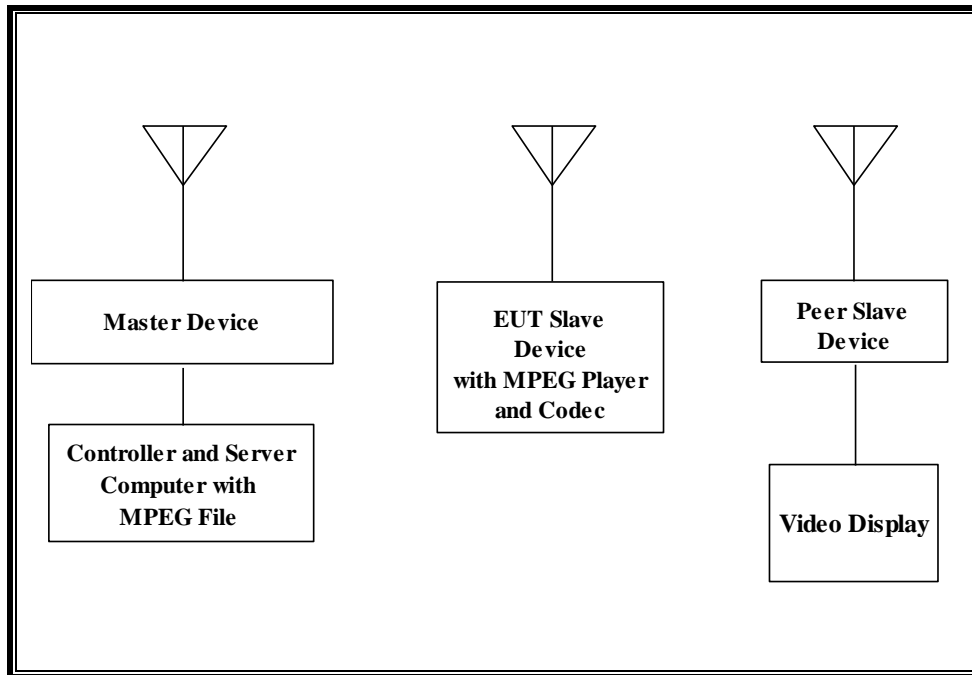 Master Device
Controller and Server
Computer with
MPEG File
EUT Slave
Device
with MPEG Player
and Codec
Peer Slave
Device
Video Display